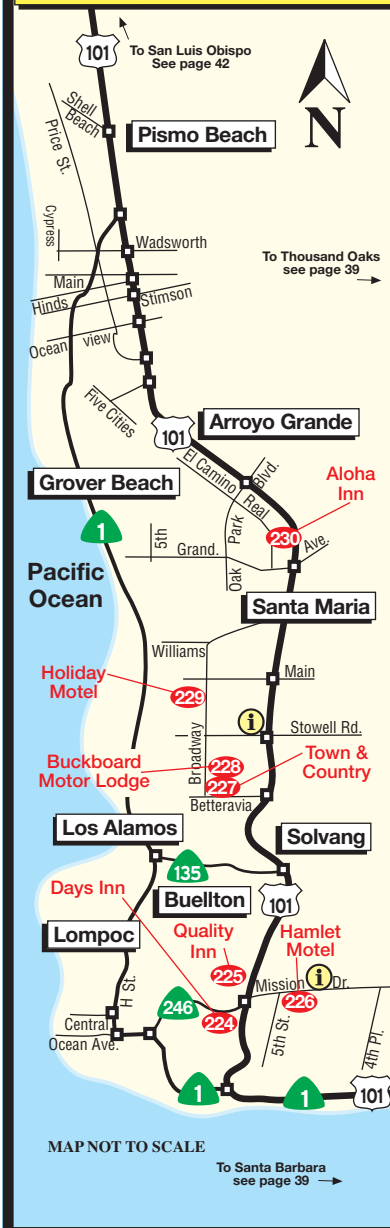 101
To San Luis Obispo
See page 42
N
Shell
Beach
Pismo Beach
Price St.
Cypress
Wadsworth
To Thousand Oaks
see page 39
Main
Hinds
Stimson
Ocean view
Five Cities
101
Arroyo Grande
El Camino Real
Blvd.
Aloha
Inn
Grover Beach
1
5th
Grand.
Park
Oak
230
Ave.
Pacific
Ocean
Santa Maria
Williams
Holiday
Motel
229
Main
Broadway
i
Stowell Rd.
Buckboard
Motor Lodge
228
Town &
Country
227
Betteravia
Los Alamos
Solvang
135
Days Inn
Buellton
101
Lompoc
Quality
Inn
Hamlet
Motel
225
i
Mission Dr.
H St.
246
226
224
Central
Ocean Ave.
5th St.
4th Pl.
1
1
101
MAP NOT TO SCALE
To Santa Barbara
see page 39